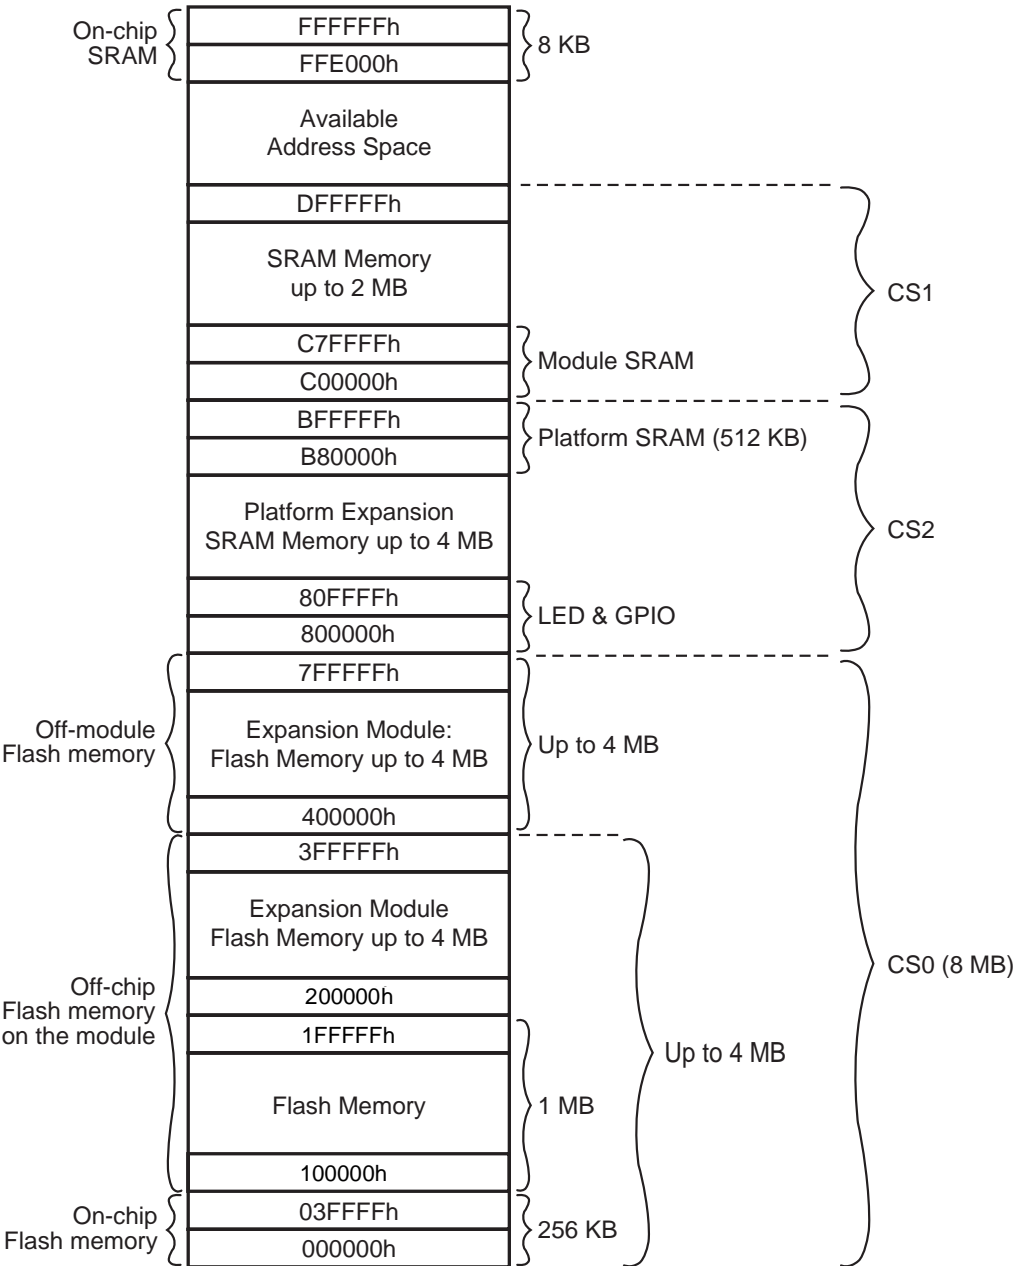 On-chip
SRAM
FFFFFFh
FFE000h
8 KB
Available
Address Space
DFFFFFh
SRAM Memory
up to 2 MB
C7FFFFh
C00000h
Module SRAM
CS1
BFFFFFh
B80000h
Platform SRAM (512 KB)
Platform Expansion
SRAM Memory up to 4 MB
80FFFFh
800000h
LED & GPIO
CS2
7FFFFFh
Off-module
Flash memory
Expansion Module:
Flash Memory up to 4 MB
Up to 4 MB
400000h
3FFFFFh
Expansion Module
Flash Memory up to 4 MB
200000h
Off-chip
Flash memory
on the module
1FFFFFh
Flash Memory
1 MB
100000h
Up to 4 MB
CS0 (8 MB)
On-chip
Flash memory
03FFFFh
000000h
256 KB